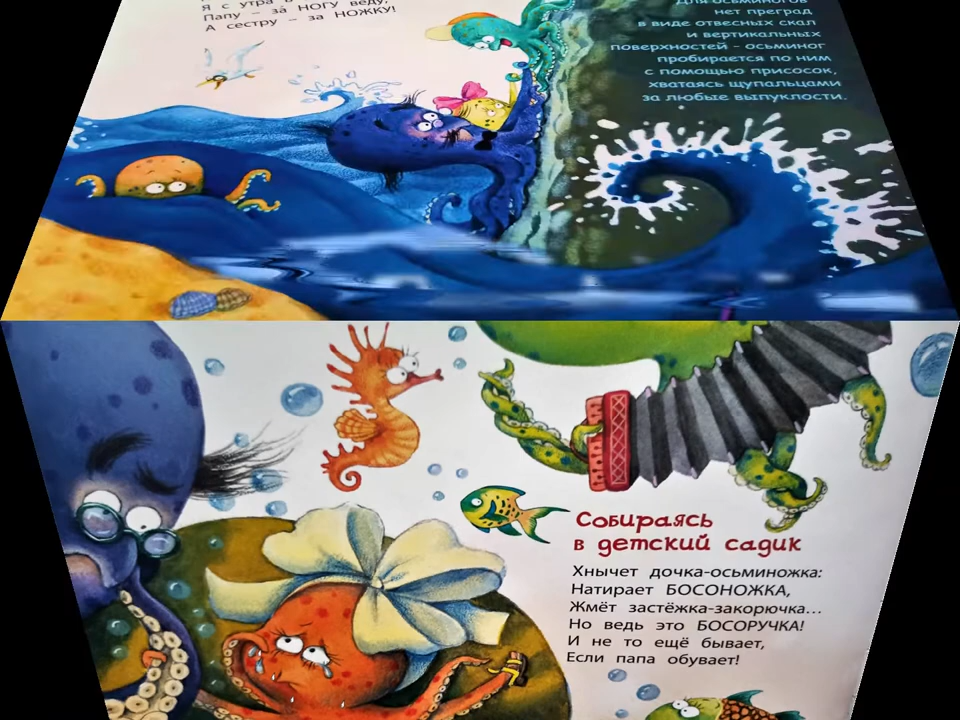 Я с утра
Папу – за НОГУ веду,
А сестру – за НОЖКУ!
Для осьминогов
нет преград
в виде отвесных скал
и вертикальных
поверхностей – осьминог
пробирается по ним
с помощью присосок,
хватаясь щупальцами
за любые выпуклости.
Собираясь
в детский садик
Хнычет дочка-осьминожка:
Натирает БОСОНОЖКА,
Жмёт застёжка-закорючка...
Но ведь это БОСОРУЧКА!
И не то ещё бывает,
Если папа обувает!